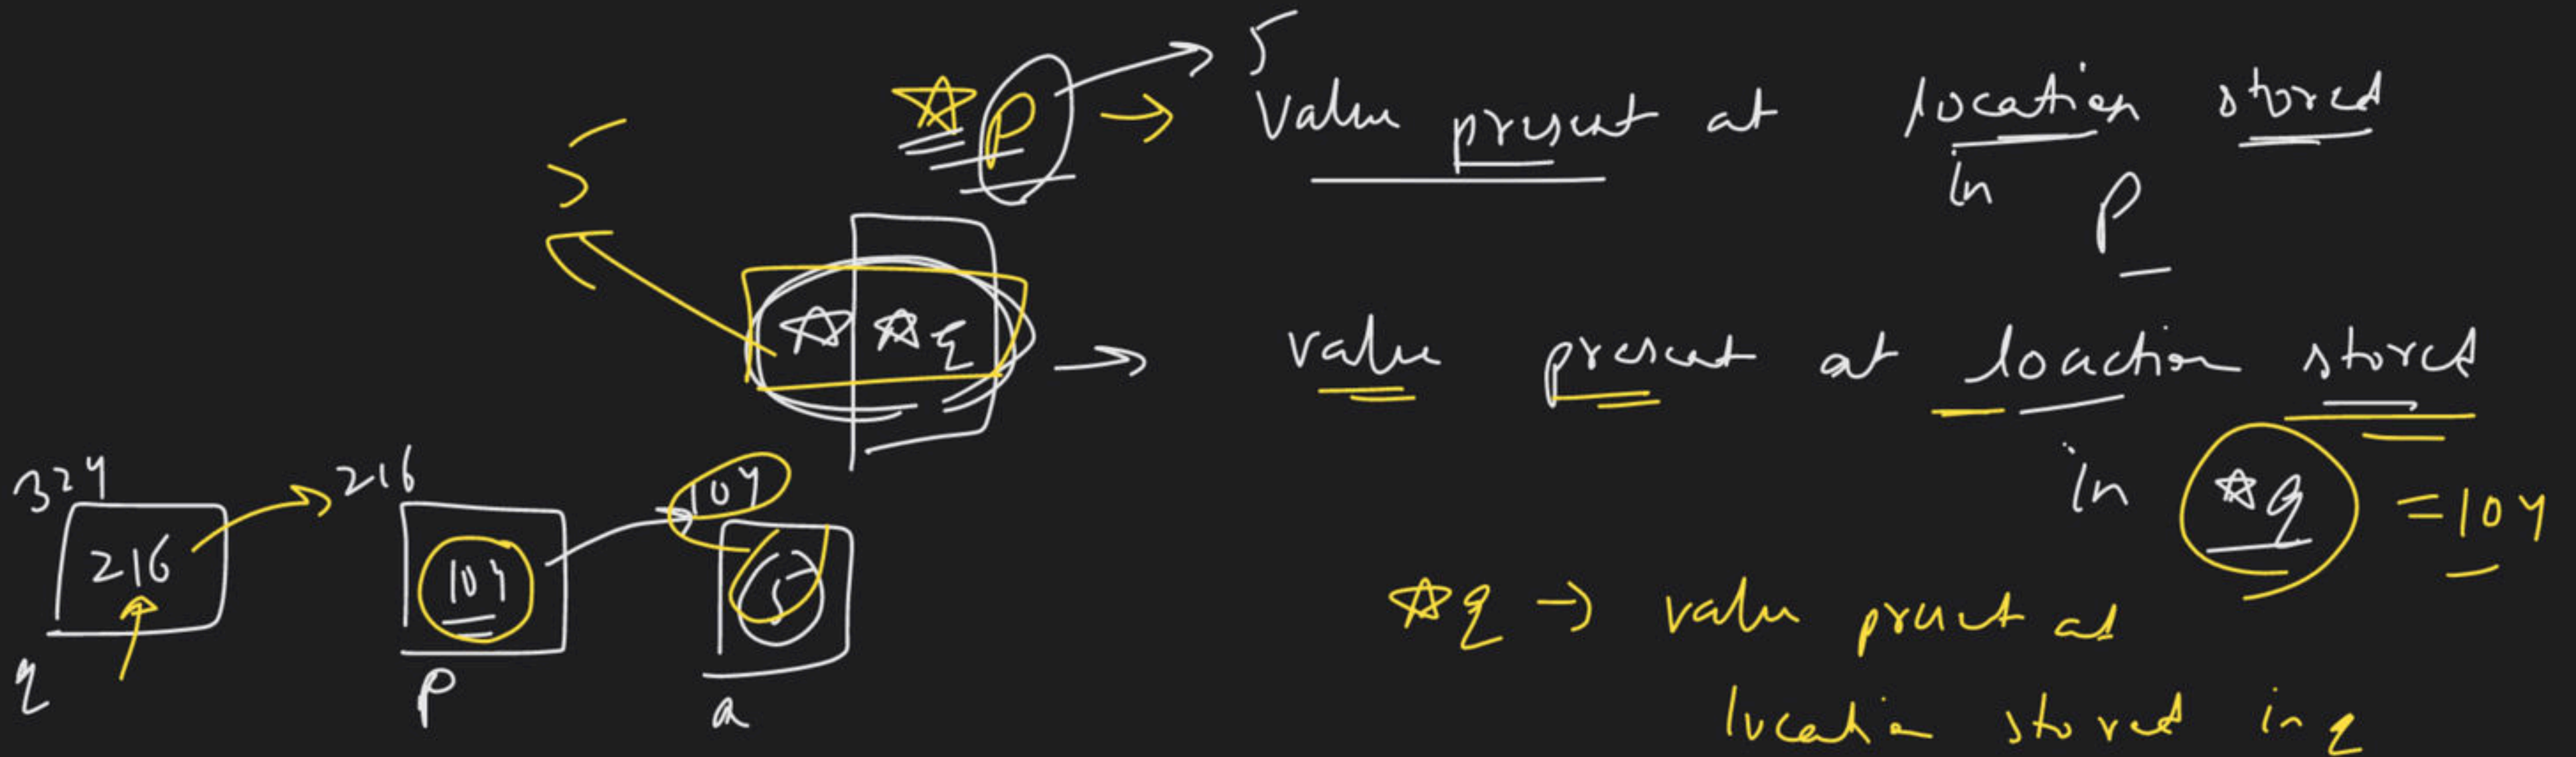 *p → 5
value present at location stored
in p
5
**q → value present at loaction stored
in *q = 104
324 216 104
216 104 5
q p a
*q → value present at
location stored in q